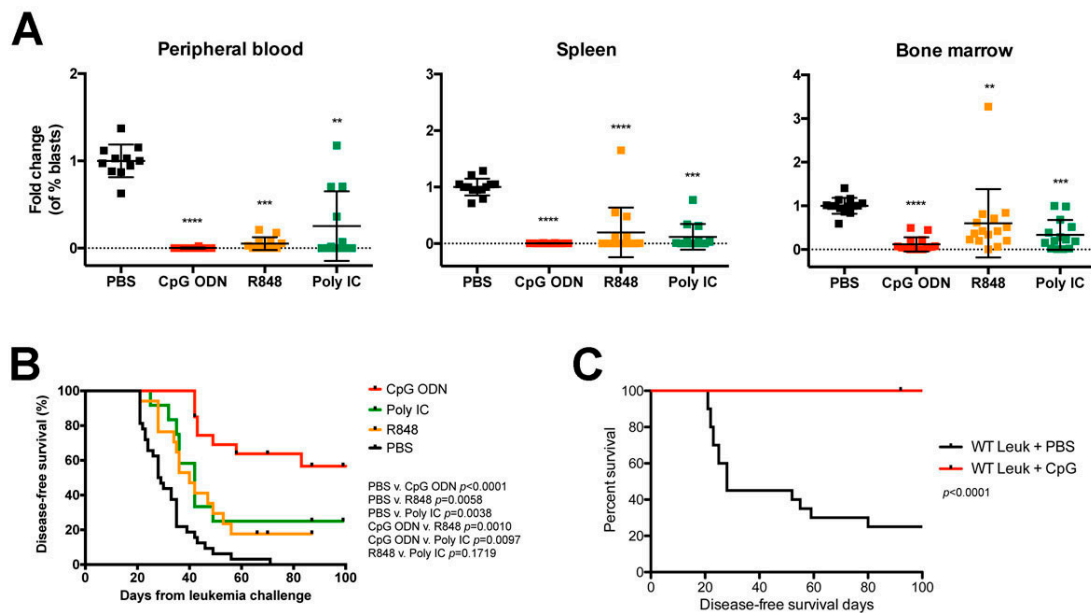 A
Peripheral blood
Spleen
Bone marrow
Fold change
(of % blasts)
2
1
0
****
***
**
PBS
CpG ODN
R848
Poly IC
3
2
1
0
****
****
***
PBS
CpG ODN
R848
Poly IC
4
3
2
1
0
****
**
***
PBS
CpG ODN
R848
Poly IC
B
Disease-free survival (%)
100
80
60
40
20
0
0 20 40 60 80 100
Days from leukemia challenge
CpG ODN
Poly IC
R848
PBS
PBS v. CpG ODN p<0.0001
PBS v. R848 p=0.0058
PBS v. Poly IC p=0.0038
CpG ODN v. R848 p=0.0010
CpG ODN v. Poly IC p=0.0097
R848 v. Poly IC p=0.1719
C
Percent survival
100
80
60
40
20
0
0 20 40 60 80 100
Disease-free survival days
WT Leuk + PBS
WT Leuk + CpG
p<0.0001